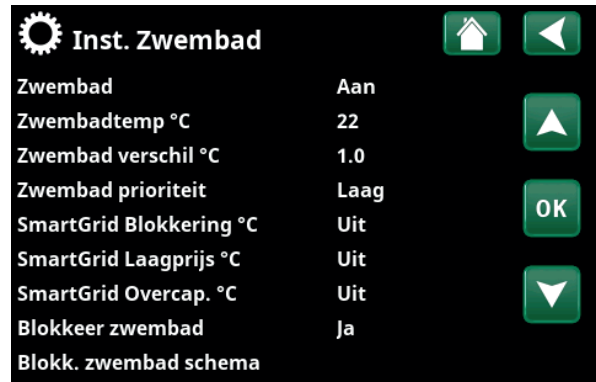 Inst. Zwembad
Zwembad Aan
Zwembadtemp °C 22
Zwembad verschil °C 1.0
Zwembad prioriteit Laag
SmartGrid Blokkering °C Uit
SmartGrid Laagprijs °C Uit
SmartGrid Overcap. °C Uit
Blokkeer zwembad Ja
Blokk. zwembad schema
OK